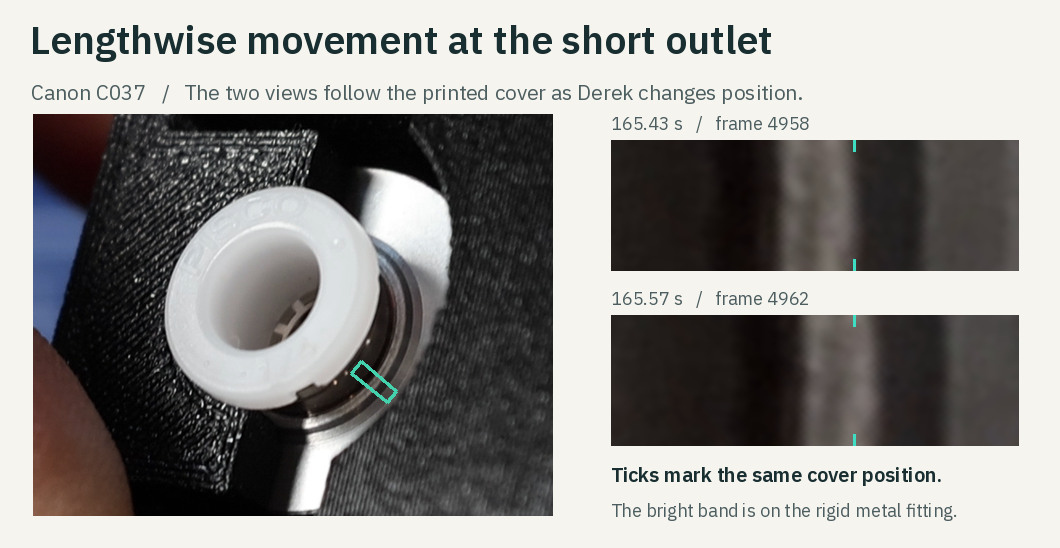 Lengthwise movement at the short outlet
Canon C037 / The two views follow the printed cover as Derek changes position.
165.43 s / frame 4958
165.57 s / frame 4962
Ticks mark the same cover position.
The bright band is on the rigid metal fitting.